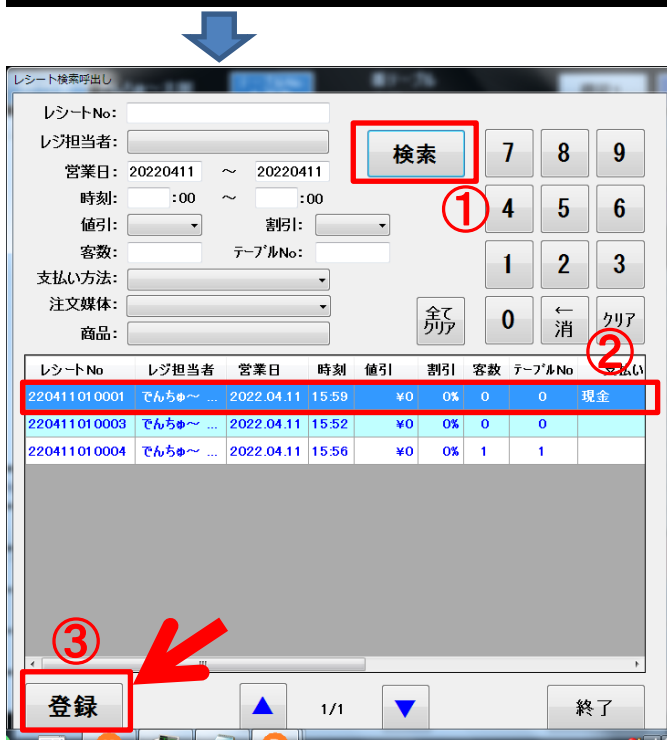 レシート検索呼出し
レシートNo:
レジ担当者:
検索
7 8 9
営業日: 20220411 ～ 20220411
時刻: :00 ～ :00
①
4 5 6
値引: 割引:
客数: テーブルNo:
1 2 3
支払い方法:
注文媒体:
全てクリア
0 ←消 クリア
商品:
②
レシートNo レジ担当者 営業日 時刻 値引 割引 客数 テーブルNo 支払い
220411010001 でんちゅ～ ... 2022.04.11 15:59 ¥0 0% 0 0 現金
220411010003 でんちゅ～ ... 2022.04.11 15:52 ¥0 0% 0 0
220411010004 でんちゅ～ ... 2022.04.11 15:56 ¥0 0% 1 1
③
登録 ▲ 1/1 ▼ 終了